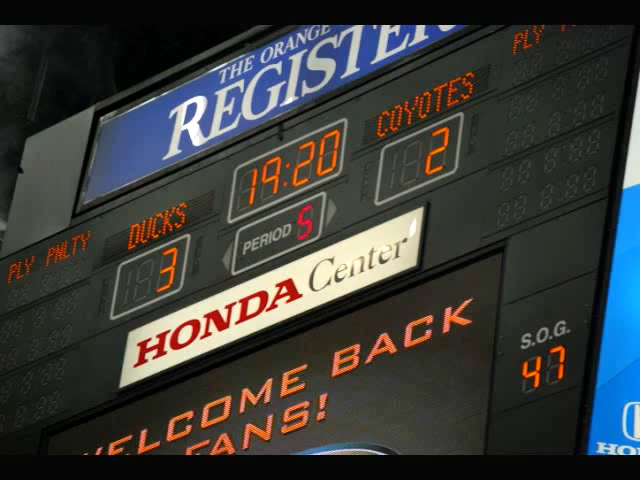 THE ORANGE
REGISTER
PLY
COYOTES
19:20
2
DUCKS
PLY PNLTY
3
PERIOD 5
HONDA Center
S.O.G.
47
WELCOME BACK
FANS!